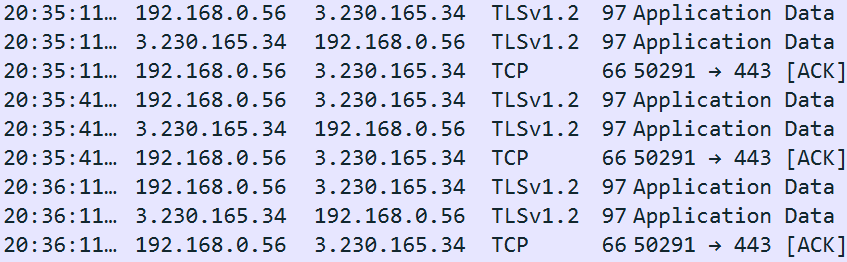 20:35:11… 192.168.0.56 3.230.165.34 TLSv1.2 97 Application Data
20:35:11… 3.230.165.34 192.168.0.56 TLSv1.2 97 Application Data
20:35:11… 192.168.0.56 3.230.165.34 TCP 66 50291 → 443 [ACK]
20:35:41… 192.168.0.56 3.230.165.34 TLSv1.2 97 Application Data
20:35:41… 3.230.165.34 192.168.0.56 TLSv1.2 97 Application Data
20:35:41… 192.168.0.56 3.230.165.34 TCP 66 50291 → 443 [ACK]
20:36:11… 192.168.0.56 3.230.165.34 TLSv1.2 97 Application Data
20:36:11… 3.230.165.34 192.168.0.56 TLSv1.2 97 Application Data
20:36:11… 192.168.0.56 3.230.165.34 TCP 66 50291 → 443 [ACK]